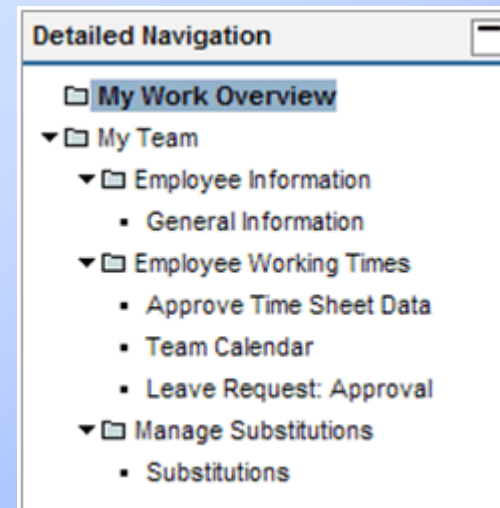 Detailed Navigation
My Work Overview
My Team
Employee Information
General Information
Employee Working Times
Approve Time Sheet Data
Team Calendar
Leave Request: Approval
Manage Substitutions
Substitutions